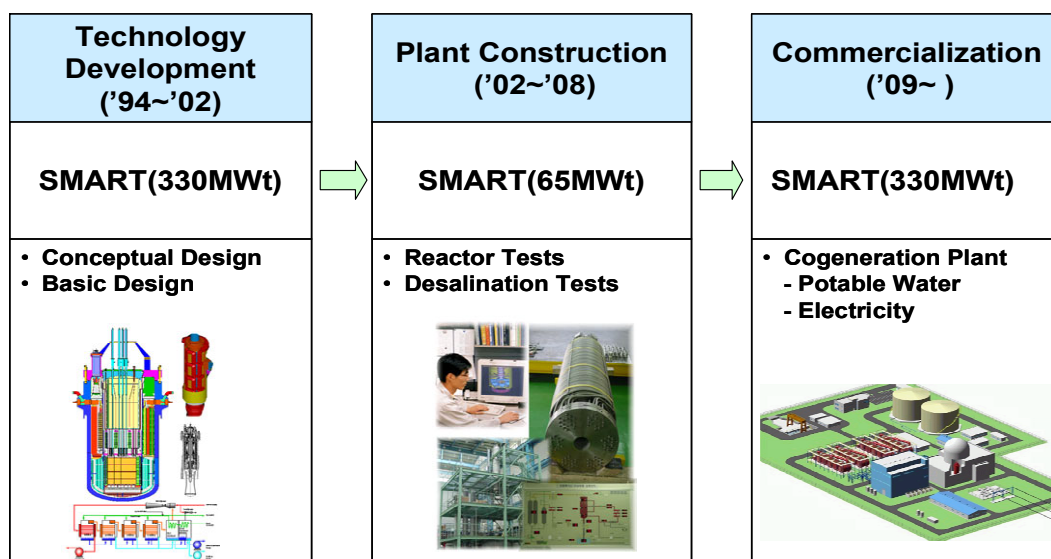 Technology
Development
(’94~’02)
SMART(330MWt)
• Conceptual Design
• Basic Design
Plant Construction
(’02~’08)
SMART(65MWt)
• Reactor Tests
• Desalination Tests
Commercialization
(’09~ )
SMART(330MWt)
• Cogeneration Plant
- Potable Water
- Electricity